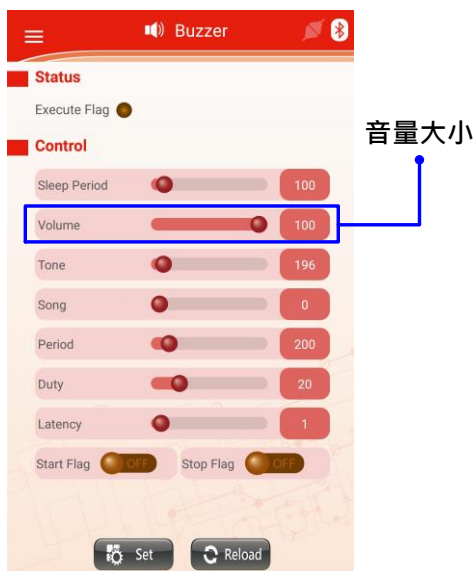 Buzzer
Status
Execute Flag
音量大小
Control
Sleep Period 100
Volume 100
Tone 196
Song 0
Period 200
Duty 20
Latency 1
Start Flag OFF Stop Flag OFF
Set Reload